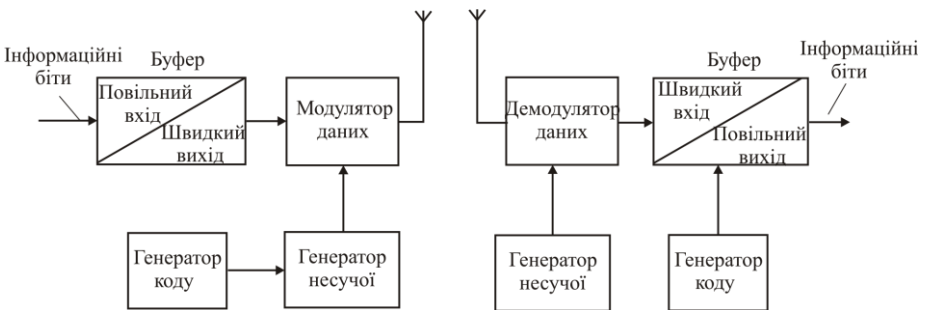 Інформаційні
біти
Буфер
Повільний
вхід
Швидкий
вихід
Модулятор
даних
Генератор
коду
Генератор
несучої
Демодулятор
даних
Буфер
Швидкий
вхід
Повільний
вихід
Інформаційні
біти
Генератор
несучої
Генератор
коду